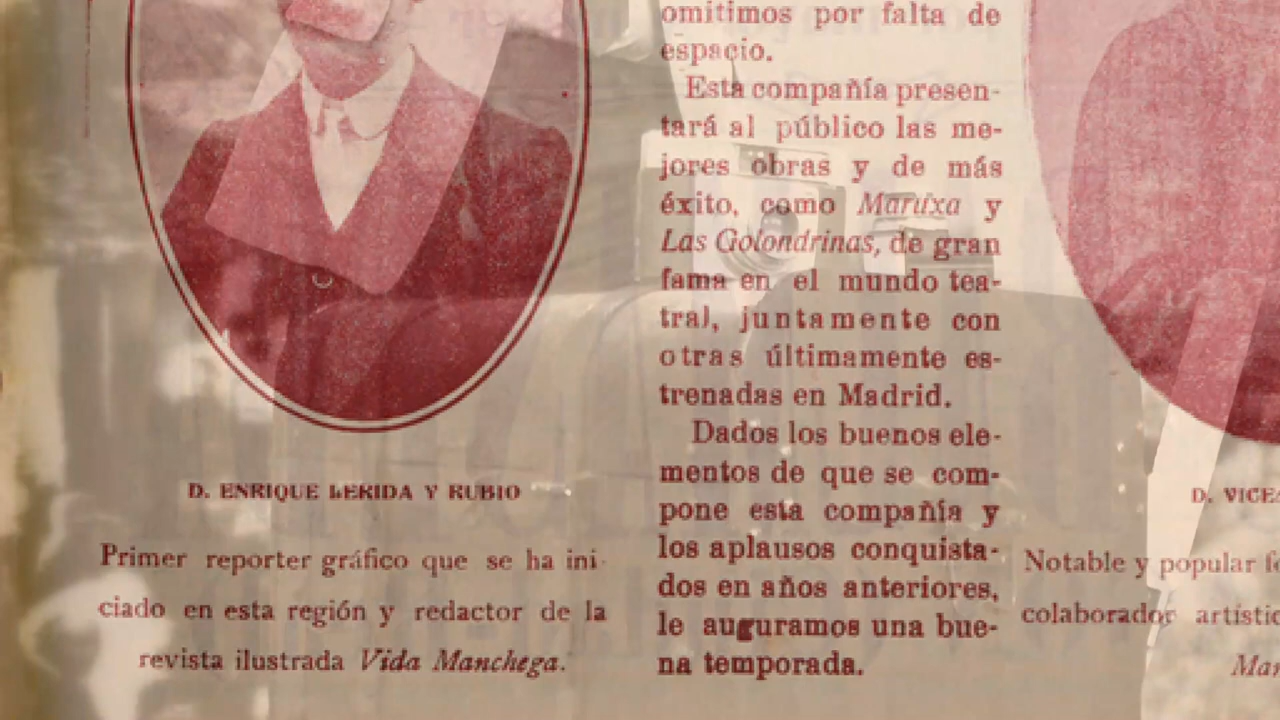 D. ENRIQUE LERIDA Y RUBIO
Primer reporter gráfico que se ha ini-
ciado en esta región y redactor de la
revista ilustrada Vida Manchega.
omitimos por falta de
espacio.
Esta compañía presen-
tará al público las me-
jores obras y de más
éxito, como Maruxa y
Las Golondrinas, de gran
fama en el mundo tea-
tral, juntamente con
otras últimamente es-
trenadas en Madrid.
Dados los buenos ele-
mentos de que se com-
pone esta compañía y
los aplausos conquista-
dos en años anteriores,
le auguramos una bue-
na temporada.
D. VICE
Notable y popular fo
colaborador artístic
Man